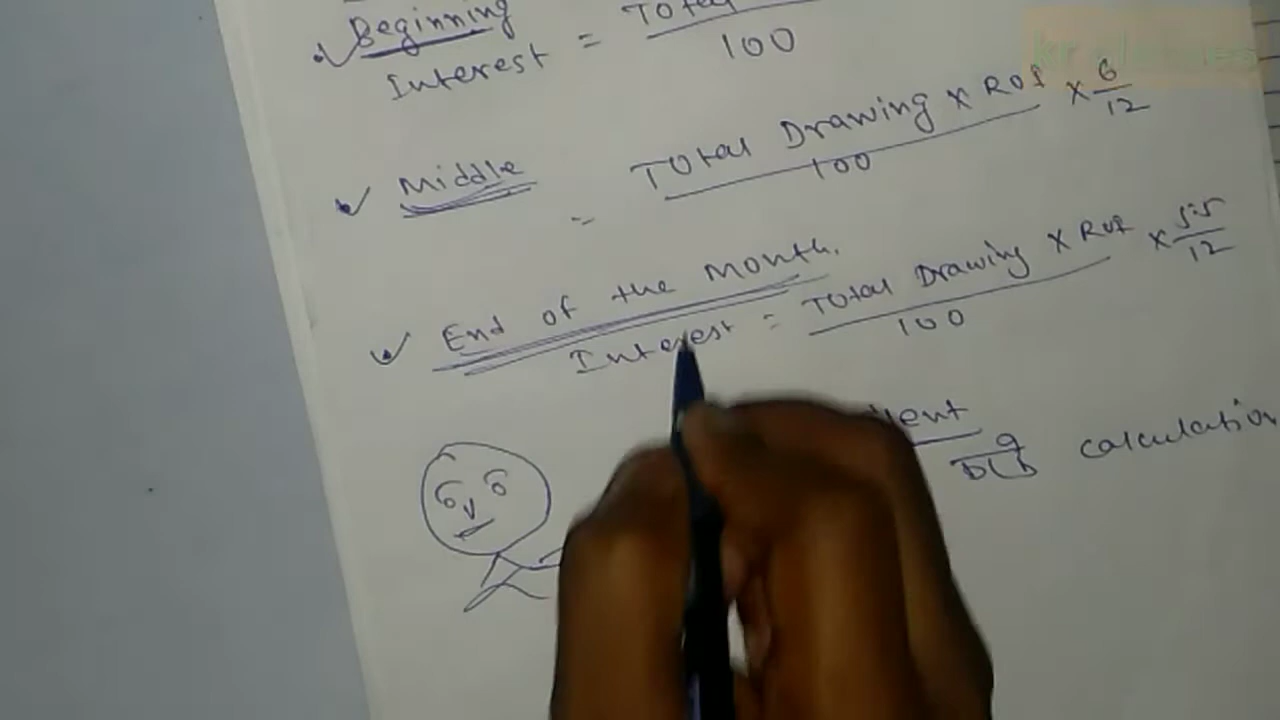 Beginning
Interest = Total
100
Middle = Total Drawing x ROI x 6/12
100
End of the Month.
Interest = Total Drawing x ROI x 5.5/12
100
calculation